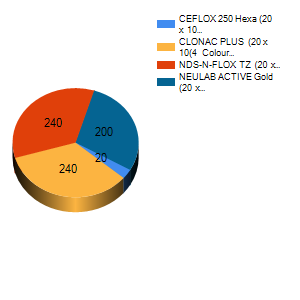 CEFLOX 250 Hexa (20
x 10...
CLONAC PLUS (20 x
10(4 Colour...
NDS-N-FLOX TZ (20 x...
NEULAB ACTIVE Gold
(20 x...
240
200
20
240